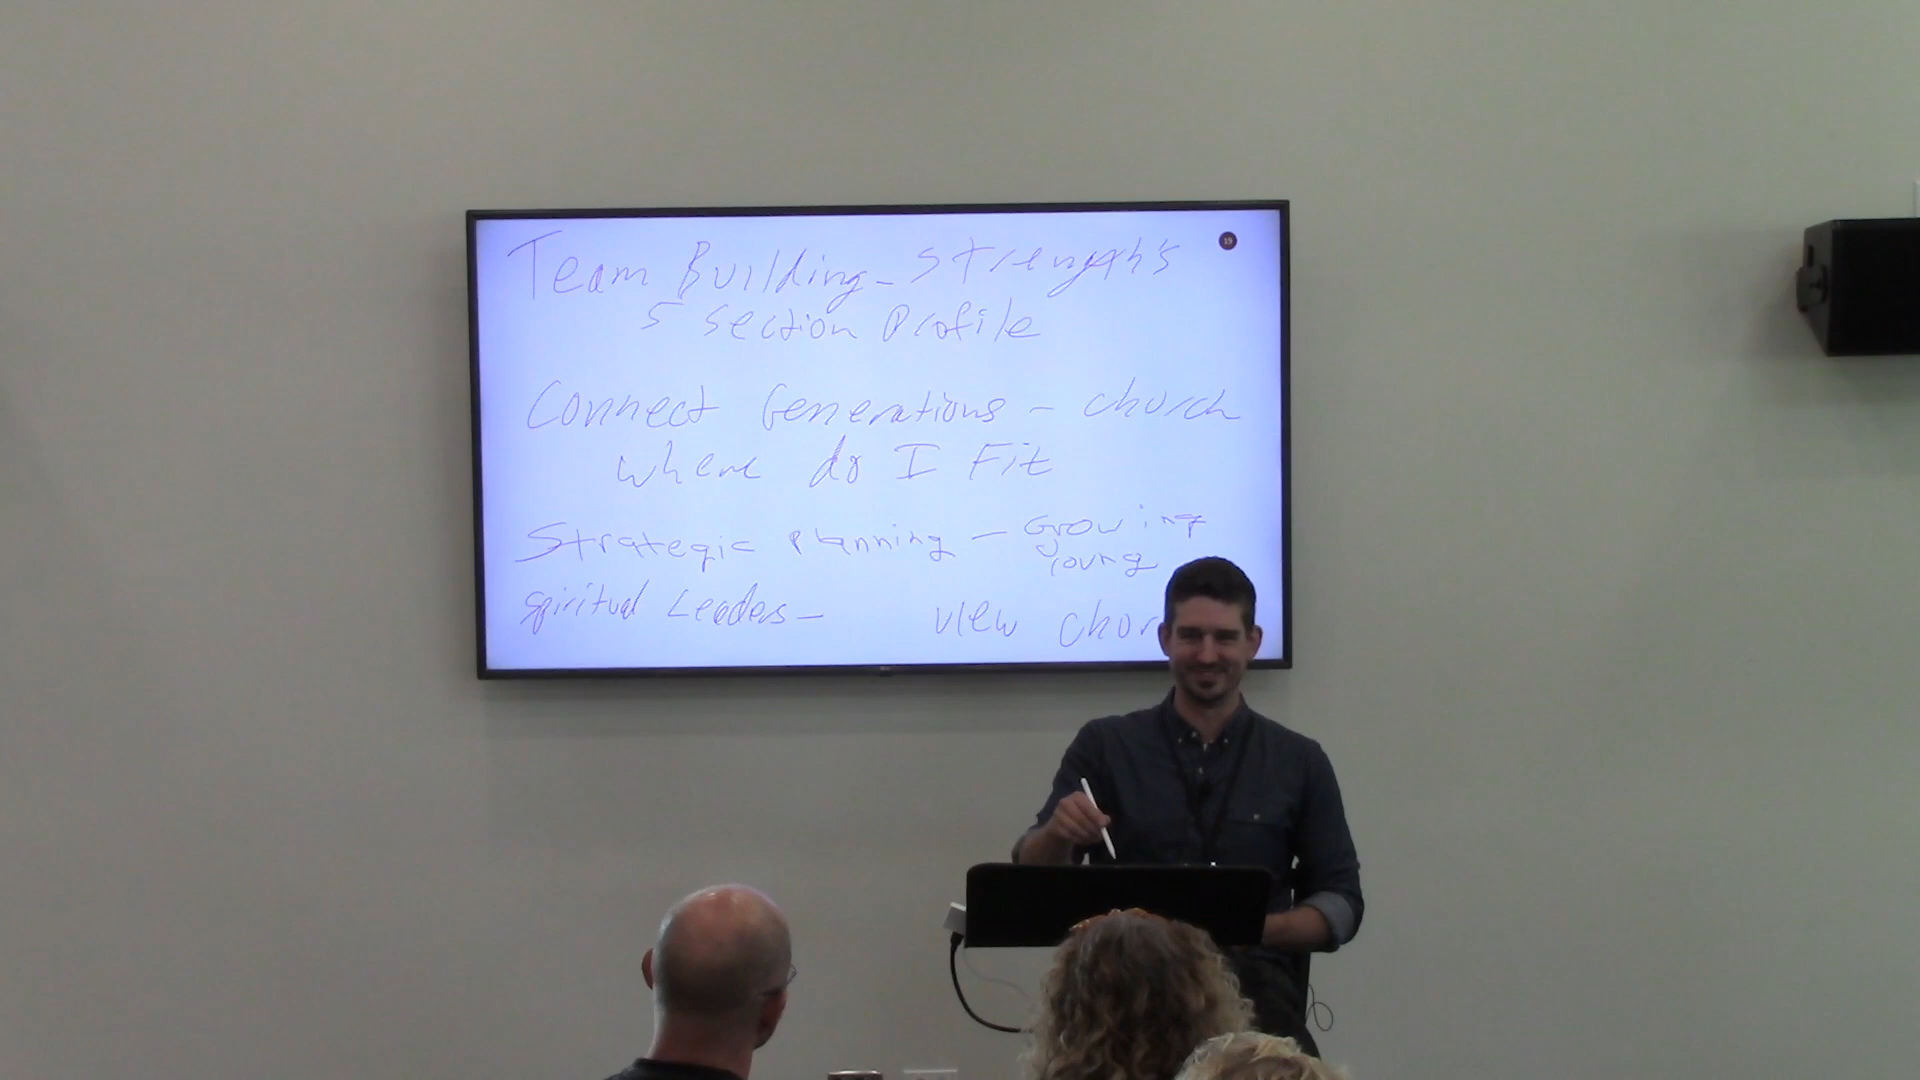 19
Team Building - Strength's
5 Section Profile
Connect Generations - church
where do I Fit
Strategic Planning - Growing
Young
Spiritual Leaders - view